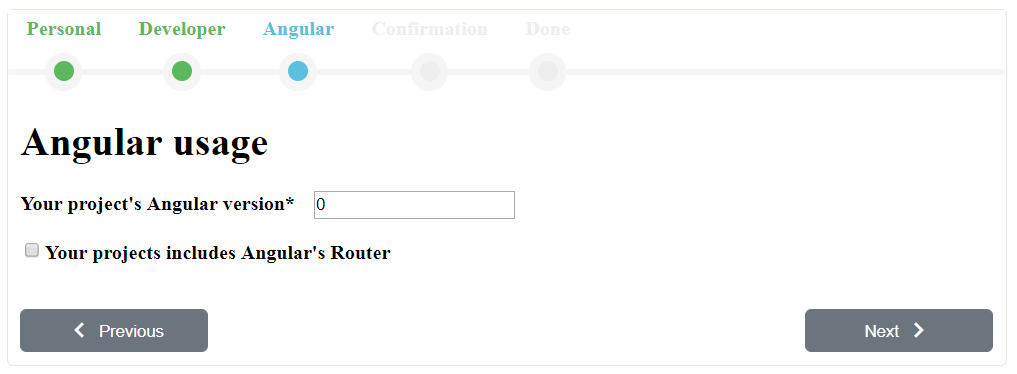 Personal Developer Angular Confirmation Done
Angular usage
Your project's Angular version* 0
Your projects includes Angular's Router
Previous Next